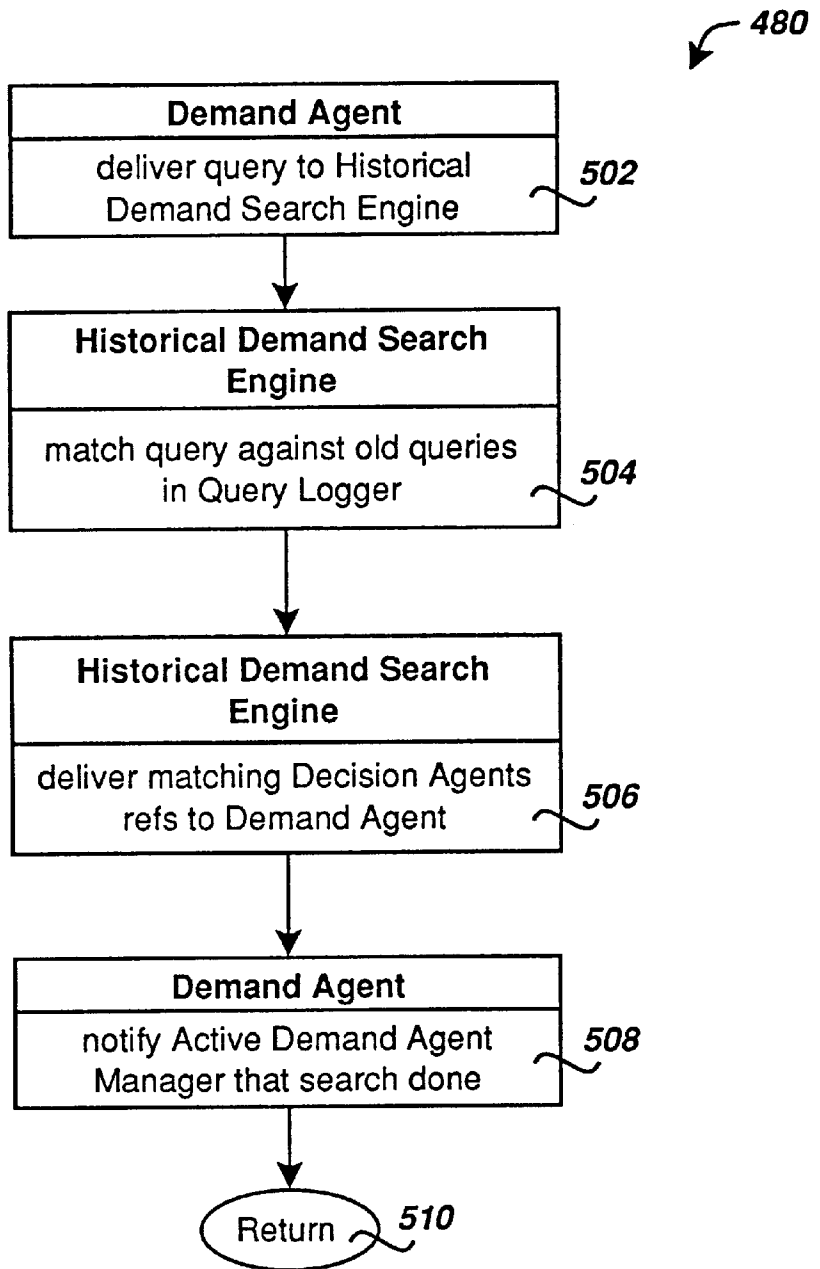 480
Demand Agent
deliver query to Historical
Demand Search Engine
502
Historical Demand Search
Engine
match query against old queries
in Query Logger
504
Historical Demand Search
Engine
deliver matching Decision Agents
refs to Demand Agent
506
Demand Agent
notify Active Demand Agent
Manager that search done
508
Return
510